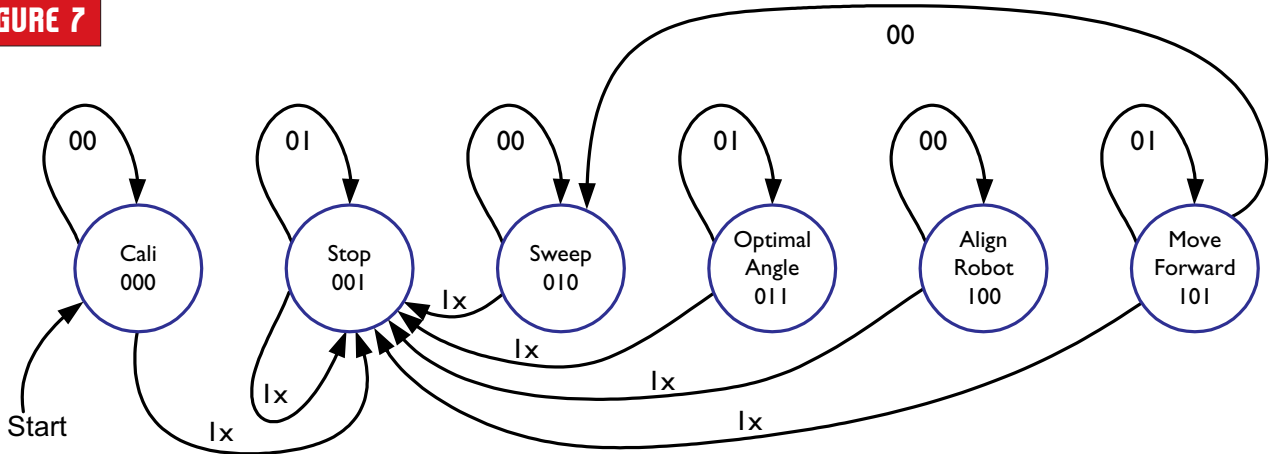 GURE 7
00
00
01
00
01
00
01
Cali
000
Stop
001
Sweep
010
Optimal
Angle
011
Align
Robot
100
Move
Forward
101
1x
1x
1x
1x
1x
1x
Start